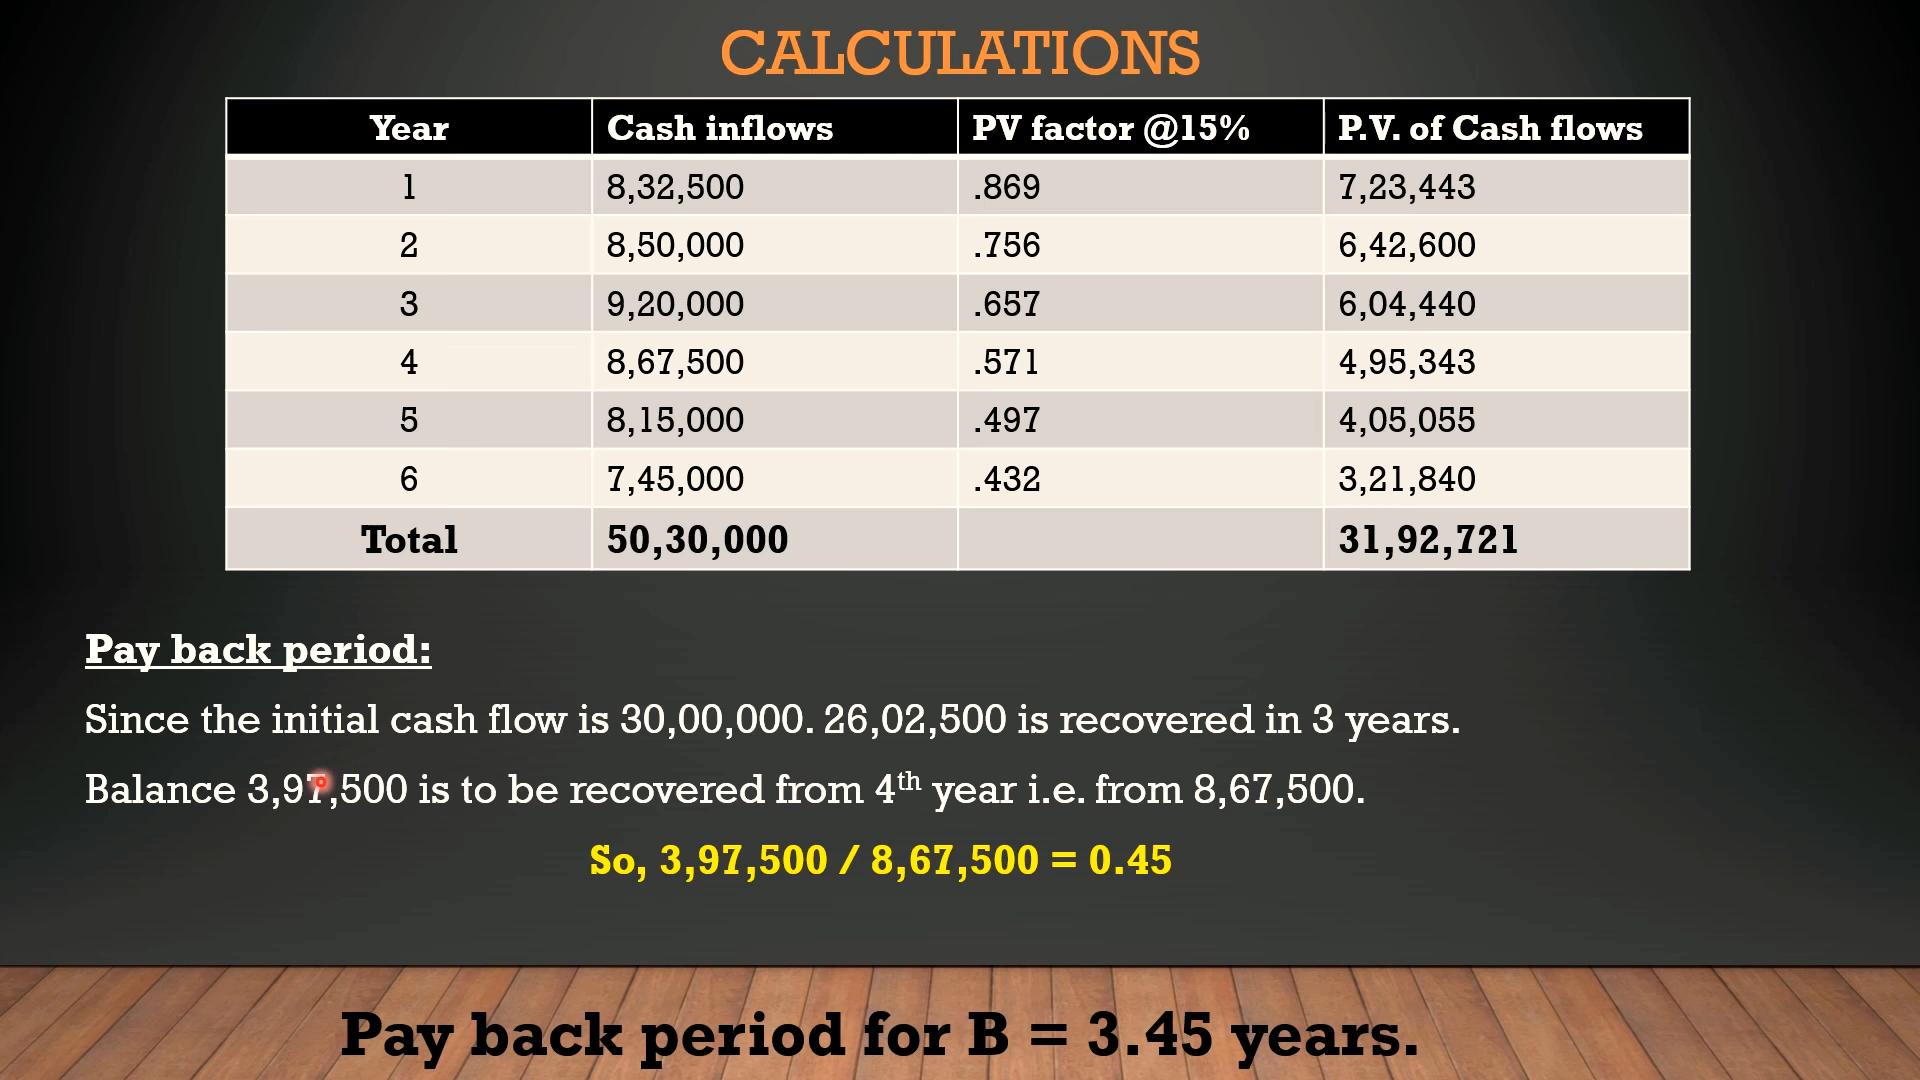 CALCULATIONS
Year Cash inflows PV factor @15% P.V. of Cash flows
1 8,32,500 .869 7,23,443
2 8,50,000 .756 6,42,600
3 9,20,000 .657 6,04,440
4 8,67,500 .571 4,95,343
5 8,15,000 .497 4,05,055
6 7,45,000 .432 3,21,840
Total 50,30,000 31,92,721
Pay back period:
Since the initial cash flow is 30,00,000. 26,02,500 is recovered in 3 years.
Balance 3,97,500 is to be recovered from 4th year i.e. from 8,67,500.
So, 3,97,500 / 8,67,500 = 0.45
Pay back period for B = 3.45 years.